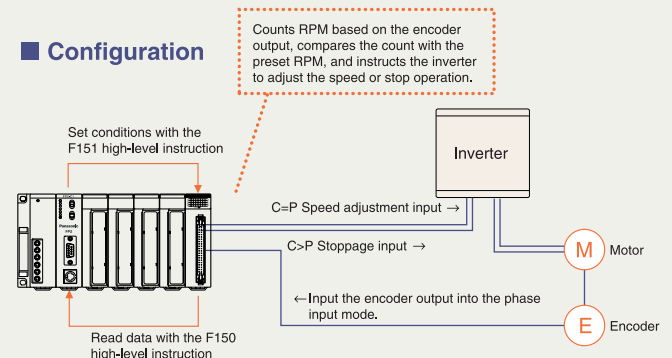 Configuration
Counts RPM based on the encoder
output, compares the count with the
preset RPM, and instructs the inverter
to adjust the speed or stop operation.
Set conditions with the
F151 high-level instruction
Inverter
Panasonic
FP2
C=P Speed adjustment input →
C>P Stoppage input →
M
Motor
←Input the encoder output into the phase
input mode.
E
Encoder
Read data with the F150
high-level instruction